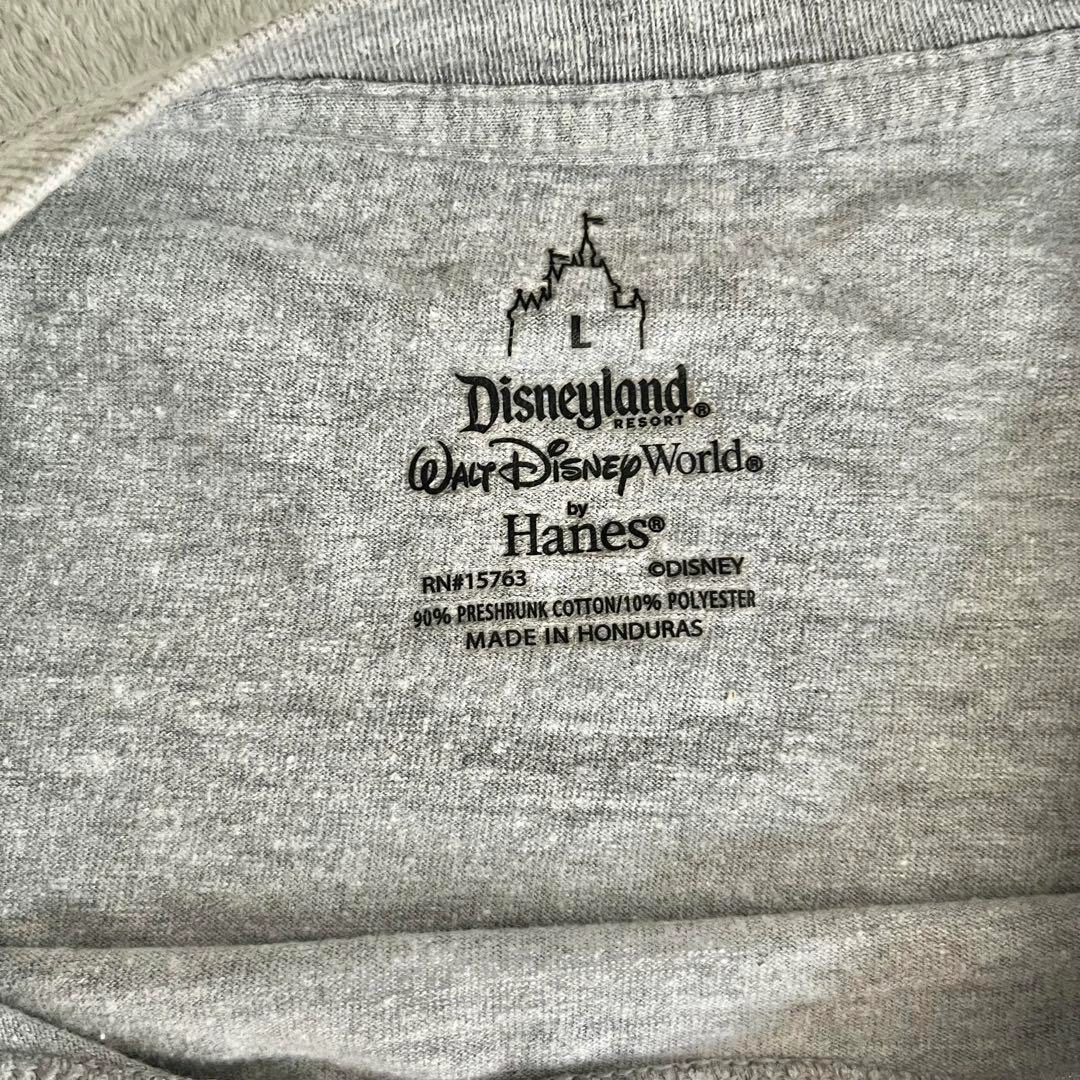 L
Disneyland®
RESORT
WALT DISNEY World®
by
Hanes®
RN#15763 ©DISNEY
90% PRESHRUNK COTTON/10% POLYESTER
MADE IN HONDURAS